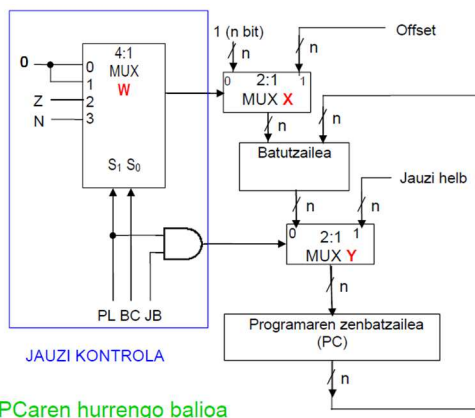 1 (n bit)
Offset
n
n
4:1
MUX
W
0
0
1
Z
2
N
3
S1 S0
0
2:1
1
MUX X
n
n
Batutzailea
Jauzi helb
n
n
0
2:1
1
MUX Y
n
PL BC JB
Programaren zenbatzailea
(PC)
JAUZI KONTROLA
n
PCaren hurrengo balioa